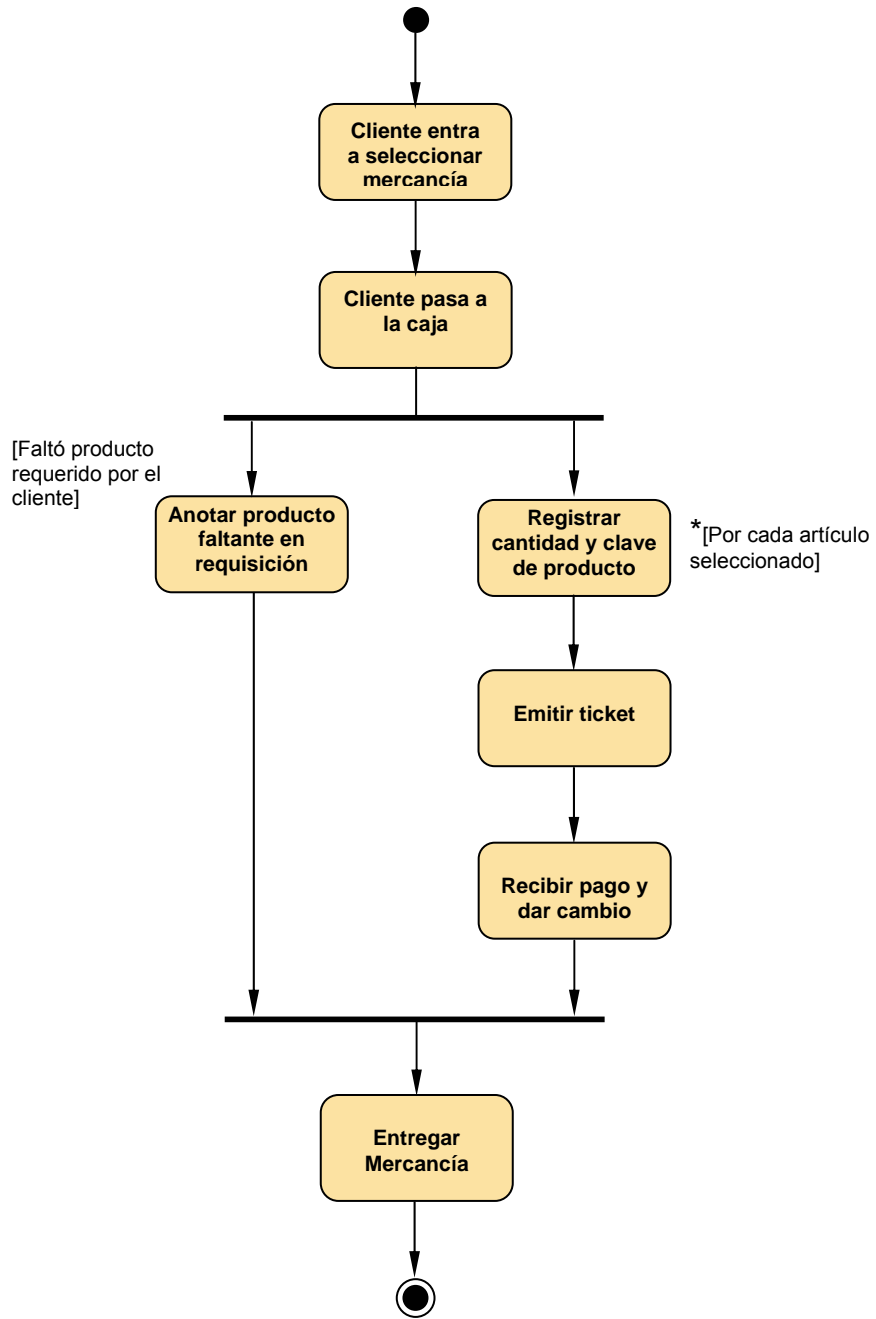 Cliente entra
a seleccionar
mercancía
Cliente pasa a
la caja
[Faltó producto
requerido por el
cliente]
Anotar producto
faltante en
requisición
Registrar
cantidad y clave
de producto
*[Por cada artículo
seleccionado]
Emitir ticket
Recibir pago y
dar cambio
Entregar
Mercancía